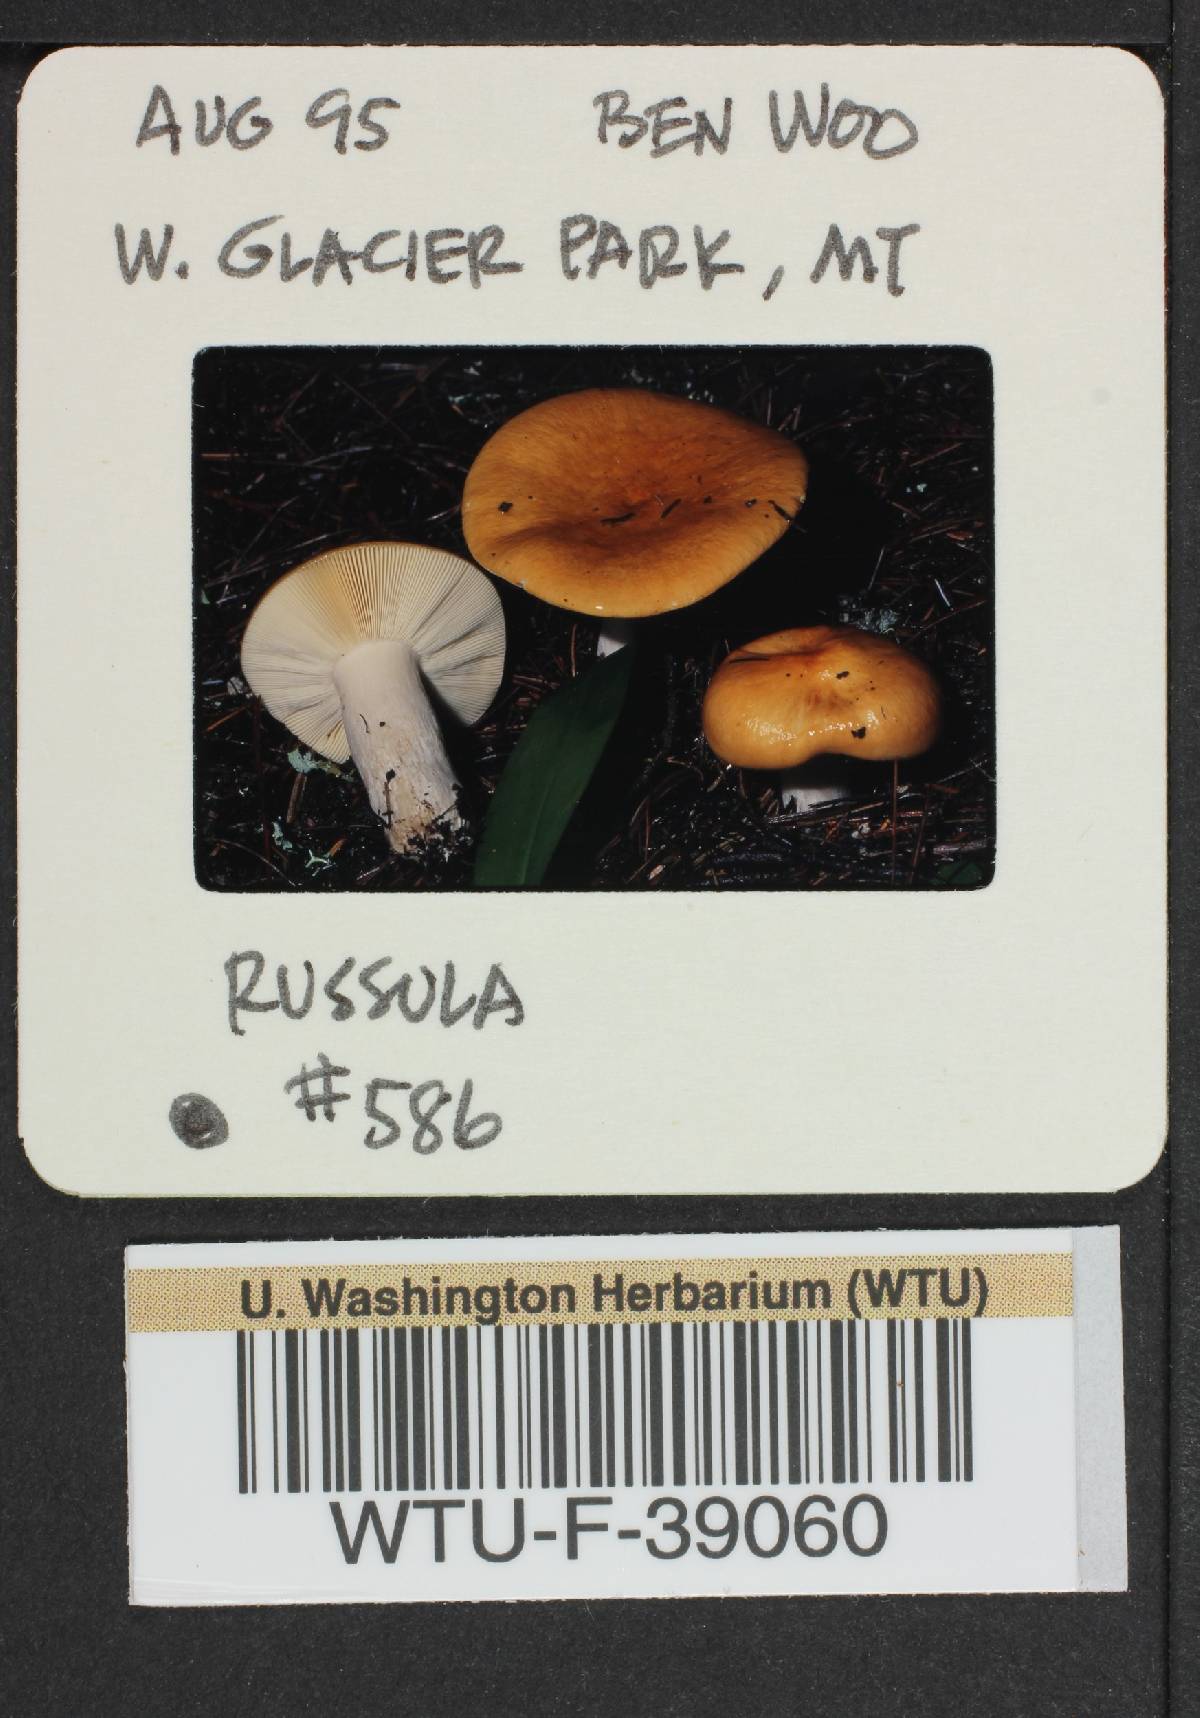 AUG 95 BEN WOO
W. GLACIER PARK, MT
RUSSULA
#586
U. Washington Herbarium (WTU)
WTU-F-39060